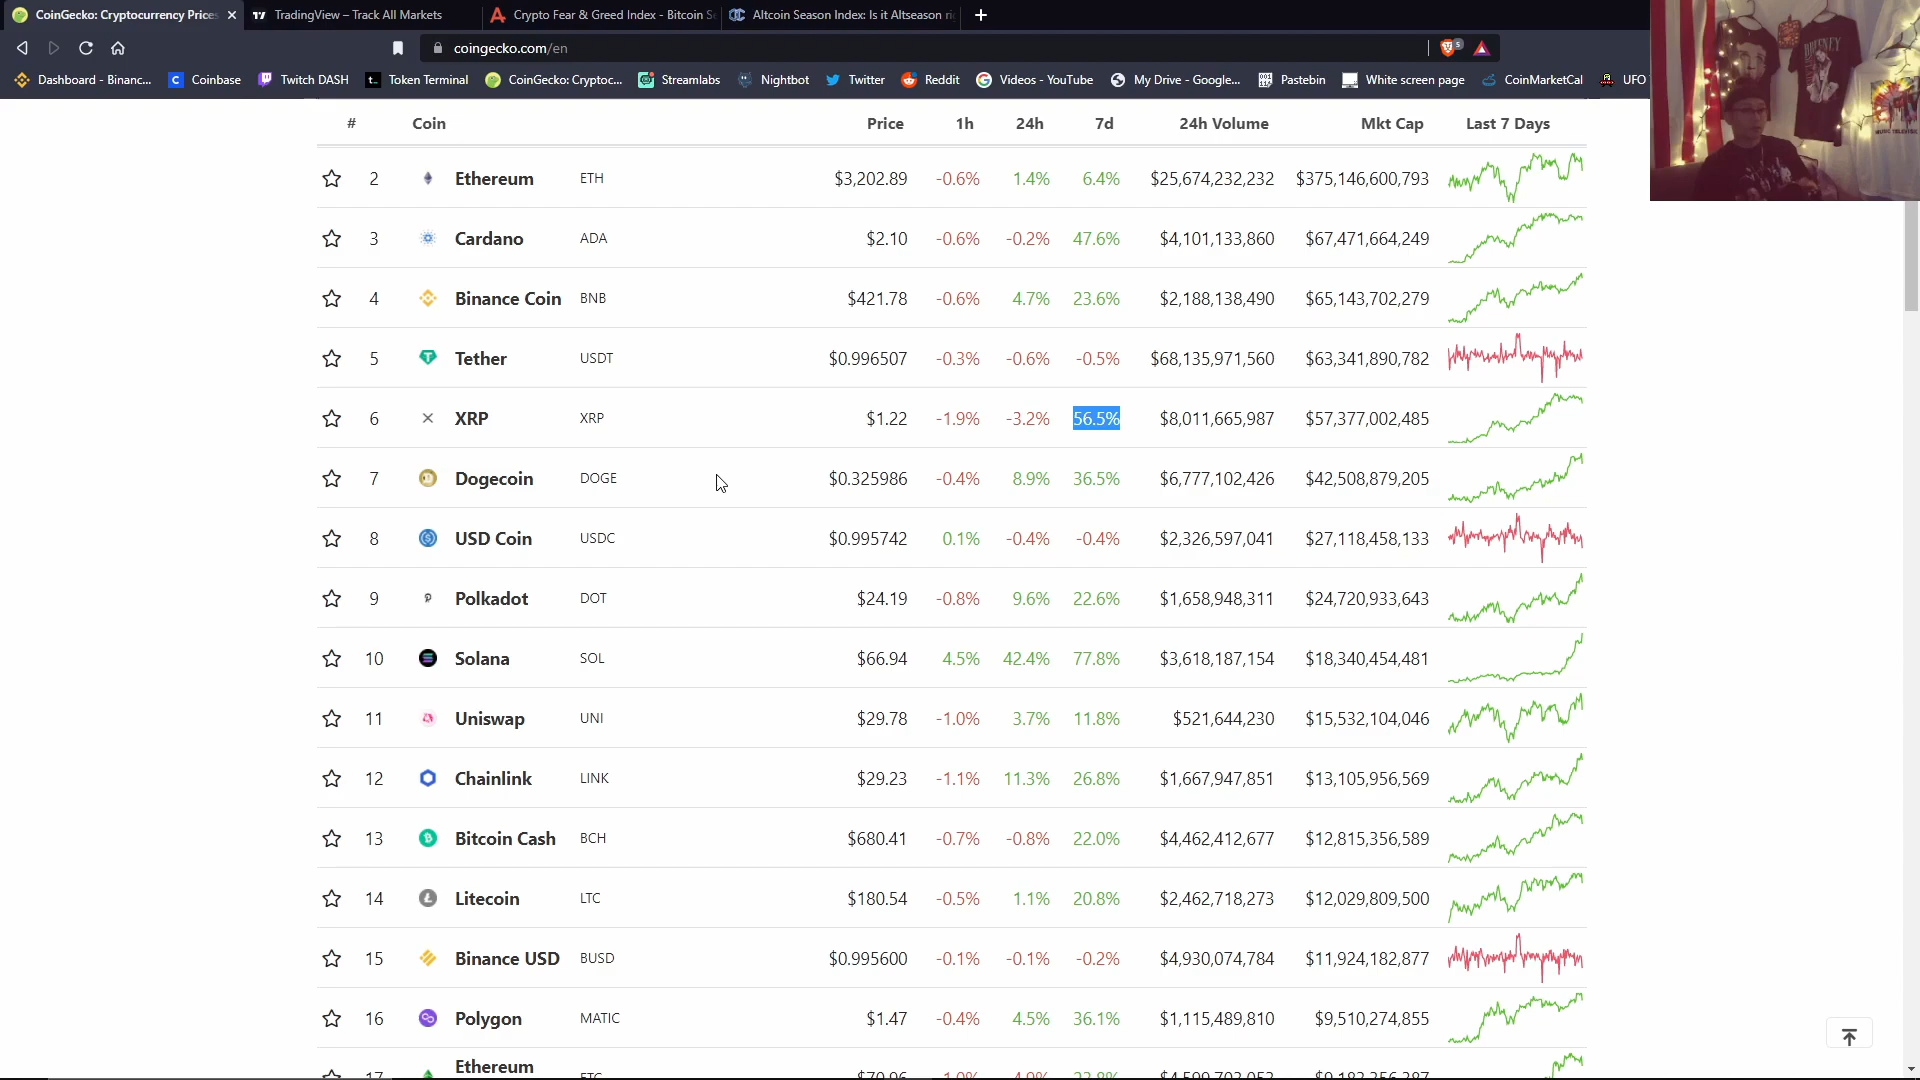 CoinGecko: Cryptocurrency Prices
TradingView – Track All Markets
Crypto Fear & Greed Index - Bitcoin S
Altcoin Season Index: Is it Altseason ri
coingecko.com/en
5
Dashboard - Binanc...
Coinbase
Twitch DASH
Token Terminal
CoinGecko: Cryptoc...
Streamlabs
Nightbot
Twitter
Reddit
Videos - YouTube
My Drive - Google...
Pastebin
White screen page
CoinMarketCal
UFO
# Coin Price 1h 24h 7d 24h Volume Mkt Cap Last 7 Days
2 Ethereum ETH $3,202.89 -0.6% 1.4% 6.4% $25,674,232,232 $375,146,600,793
3 Cardano ADA $2.10 -0.6% -0.2% 47.6% $4,101,133,860 $67,471,664,249
4 Binance Coin BNB $421.78 -0.6% 4.7% 23.6% $2,188,138,490 $65,143,702,279
5 Tether USDT $0.996507 -0.3% -0.6% -0.5% $68,135,971,560 $63,341,890,782
6 XRP XRP $1.22 -1.9% -3.2% 56.5% $8,011,665,987 $57,377,002,485
7 Dogecoin DOGE $0.325986 -0.4% 8.9% 36.5% $6,777,102,426 $42,508,879,205
8 USD Coin USDC $0.995742 0.1% -0.4% -0.4% $2,326,597,041 $27,118,458,133
9 Polkadot DOT $24.19 -0.8% 9.6% 22.6% $1,658,948,311 $24,720,933,643
10 Solana SOL $66.94 4.5% 42.4% 77.8% $3,618,187,154 $18,340,454,481
11 Uniswap UNI $29.78 -1.0% 3.7% 11.8% $521,644,230 $15,532,104,046
12 Chainlink LINK $29.23 -1.1% 11.3% 26.8% $1,667,947,851 $13,105,956,569
13 Bitcoin Cash BCH $680.41 -0.7% -0.8% 22.0% $4,462,412,677 $12,815,356,589
14 Litecoin LTC $180.54 -0.5% 1.1% 20.8% $2,462,718,273 $12,029,809,500
15 Binance USD BUSD $0.995600 -0.1% -0.1% -0.2% $4,930,074,784 $11,924,182,877
16 Polygon MATIC $1.47 -0.4% 4.5% 36.1% $1,115,489,810 $9,510,274,855
Ethereum